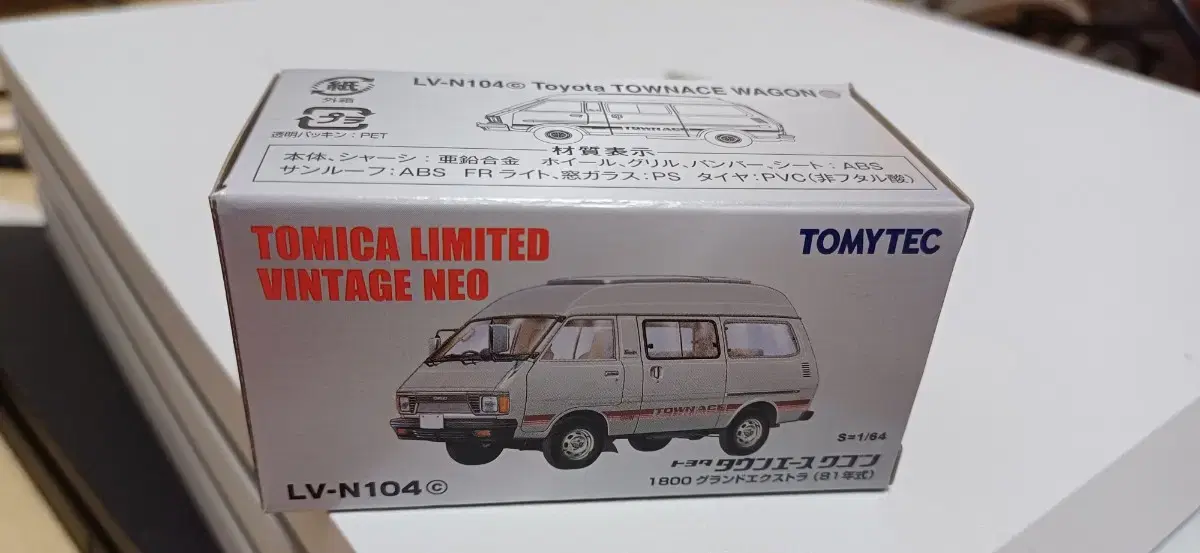 LV-N104ⓒ Toyota TOWNACE WAGON
紙
外箱
プラ
透明パッキン：PET
TOWNACE
材質表示
本体、シャーシ：亜鉛合金 ホイール、グリル、バンパー、シート：ABS
サンルーフ：ABS FRライト、窓ガラス：PS タイヤ：PVC(非フタル酸)
TOMICA LIMITED
VINTAGE NEO
TOMYTEC
TOWNACE
S=1/64
トヨタ タウンエース ワゴン
1800 グランドエクストラ (81年式)
LV-N104ⓒ